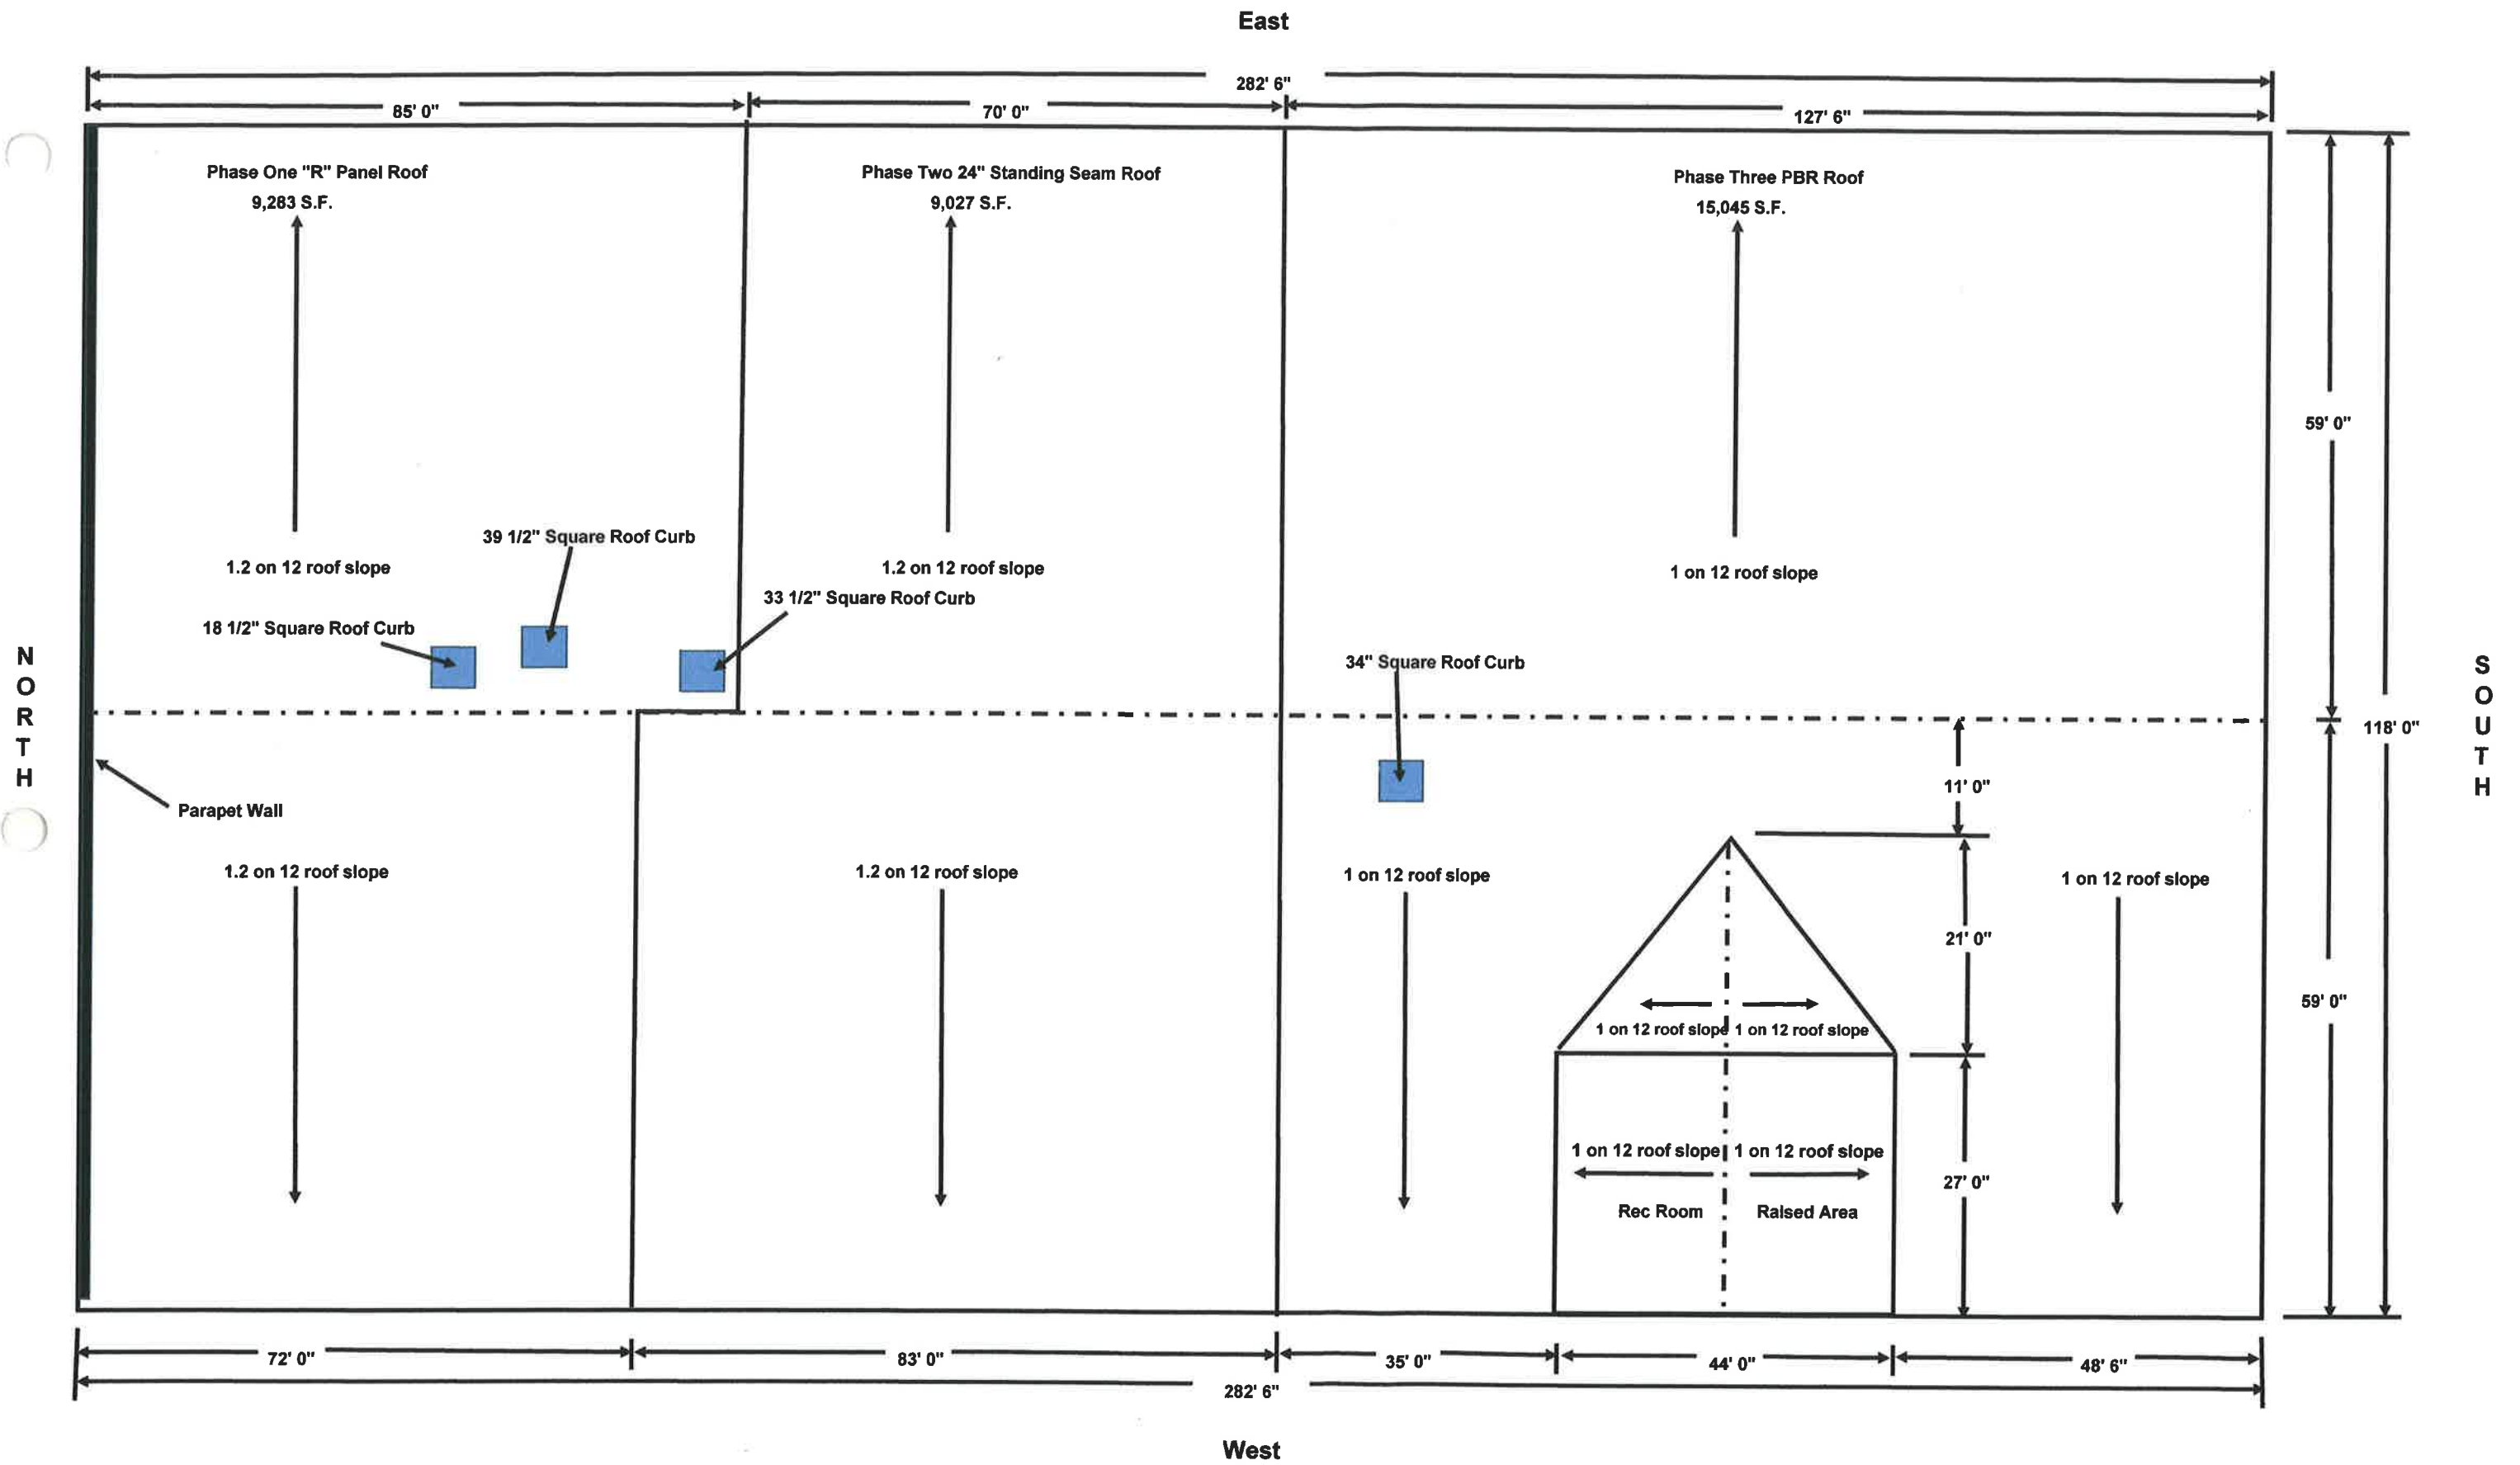 East
282' 6"
85' 0"
70' 0"
127' 6"
Phase One "R" Panel Roof
9,283 S.F.
Phase Two 24" Standing Seam Roof
9,027 S.F.
Phase Three PBR Roof
15,045 S.F.
59' 0"
39 1/2" Square Roof Curb
1.2 on 12 roof slope
1.2 on 12 roof slope
1 on 12 roof slope
33 1/2" Square Roof Curb
18 1/2" Square Roof Curb
34" Square Roof Curb
NORTH
SOUTH
118' 0"
11' 0"
Parapet Wall
1.2 on 12 roof slope
1.2 on 12 roof slope
1 on 12 roof slope
1 on 12 roof slope
21' 0"
59' 0"
1 on 12 roof slope
1 on 12 roof slope
1 on 12 roof slope
1 on 12 roof slope
27' 0"
Rec Room
Raised Area
72' 0"
83' 0"
35' 0"
44' 0"
48' 6"
282' 6"
West